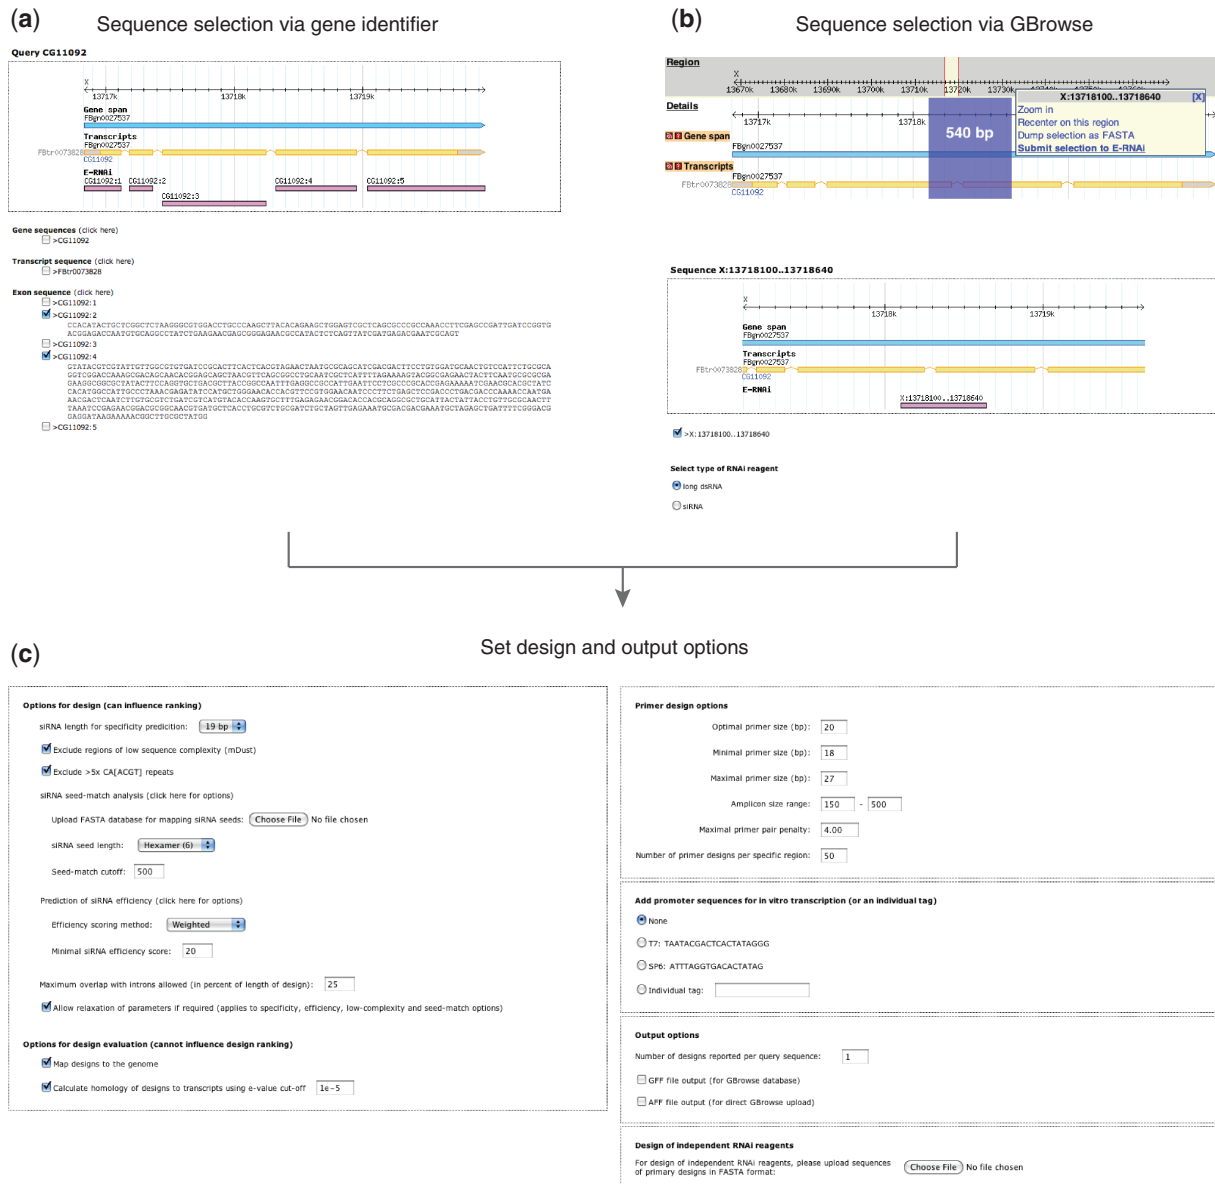 (a) Sequence selection via gene identifier
Query CG11092
X
13717k 13718k 13719k
Gene span
FBgn0027537
Transcripts
FBgn0027537
FBtr0073828
CG11092
E-RNAi
CG11092:1 CG11092:2 CG11092:4 CG11092:5
CG11092:3
Gene sequences (click here)
>CG11092
Transcript sequence (click here)
>FBtr0073828
Exon sequence (click here)
>CG11092:1
>CG11092:2
>CG11092:3
>CG11092:4
>CG11092:5
(b) Sequence selection via GBrowse
Region
X
13670k 13680k 13690k 13700k 13710k 13720k 13730k
X:13718100..13718640 [X]
Zoom in
Recenter on this region
Dump selection as FASTA
Submit selection to E-RNAi
Details
13717k 13718k
540 bp
Gene span
FBgn0027537
Transcripts
FBgn0027537
FBtr0073828
CG11092
Sequence X:13718100..13718640
X
13718k 13719k
Gene span
FBgn0027537
Transcripts
FBgn0027537
FBtr0073828
CG11092
E-RNAi
X:13718100..13718640
>X:13718100..13718640
Select type of RNAi reagent
long dsRNA
siRNA
(c) Set design and output options
Options for design (can influence ranking)
siRNA length for specificity predicition: 19 bp
Exclude regions of low sequence complexity (mDust)
Exclude >5x CA[ACGT] repeats
siRNA seed-match analysis (click here for options)
Upload FASTA database for mapping siRNA seeds: Choose File No file chosen
siRNA seed length: Hexamer (6)
Seed-match cutoff: 500
Prediction of siRNA efficiency (click here for options)
Efficiency scoring method: Weighted
Minimal siRNA efficiency score: 20
Maximum overlap with introns allowed (in percent of length of design): 25
Allow relaxation of parameters if required (applies to specificity, efficiency, low-complexity and seed-match options)
Options for design evaluation (cannot influence design ranking)
Map designs to the genome
Calculate homology of designs to transcripts using e-value cut-off 1e-5
Primer design options
Optimal primer size (bp): 20
Minimal primer size (bp): 18
Maximal primer size (bp): 27
Amplicon size range: 150 - 500
Maximal primer pair penalty: 4.00
Number of primer designs per specific region: 50
Add promoter sequences for in vitro transcription (or an individual tag)
None
T7: TAATACGACTCACTATAGGG
SP6: ATTTAGGTGACACTATAG
Individual tag:
Output options
Number of designs reported per query sequence: 1
GFF file output (for GBrowse database)
AFF file output (for direct GBrowse upload)
Design of independent RNAi reagents
For design of independent RNAi reagents, please upload sequences
of primary designs in FASTA format: Choose File No file chosen